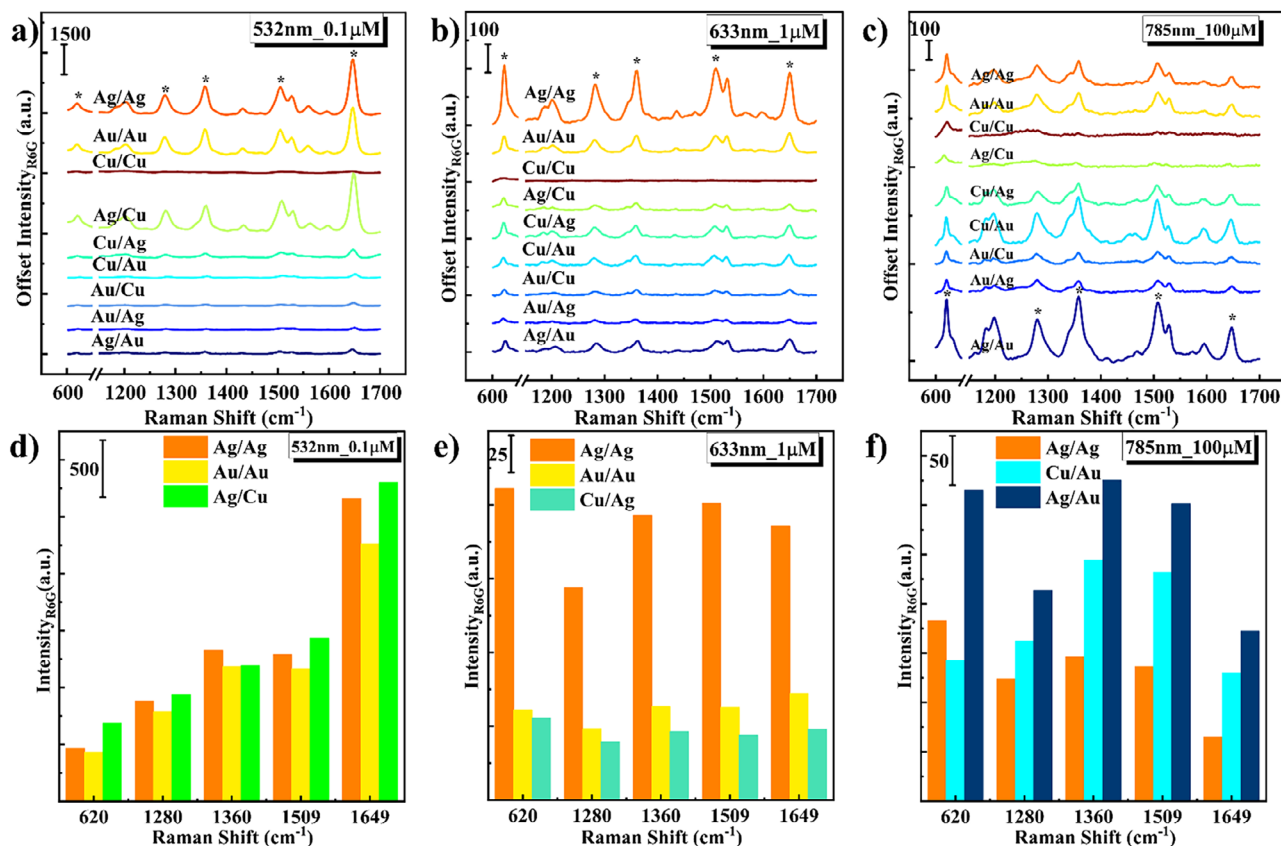 a)
1500
532nm_0.1μM
*
*
*
*
*
Ag/Ag
Au/Au
Cu/Cu
Ag/Cu
Cu/Ag
Cu/Au
Au/Cu
Au/Ag
Ag/Au
Offset Intensity R6G (a.u.)
600 1200 1300 1400 1500 1600 1700
Raman Shift (cm⁻¹)
b)
100
633nm_1μM
*
*
*
*
*
Ag/Ag
Au/Au
Cu/Cu
Ag/Cu
Cu/Ag
Cu/Au
Au/Cu
Au/Ag
Ag/Au
Offset Intensity R6G(a.u.)
600 1200 1300 1400 1500 1600 1700
Raman Shift (cm⁻¹)
c)
100
785nm_100μM
Ag/Ag
Au/Au
Cu/Cu
Ag/Cu
Cu/Ag
Cu/Au
Au/Cu
Au/Ag
*
*
*
*
*
Ag/Au
Offset Intensity R6G(a.u.)
600 1200 1300 1400 1500 1600 1700
Raman Shift (cm⁻¹)
d)
500
Ag/Ag
Au/Au
Ag/Cu
532nm_0.1μM
Intensity R6G(a.u.)
620 1280 1360 1509 1649
Raman Shift (cm⁻¹)
e)
25
Ag/Ag
Au/Au
Cu/Ag
633nm_1μM
Intensity R6G(a.u.)
620 1280 1360 1509 1649
Raman Shift (cm⁻¹)
f)
50
Ag/Ag
Cu/Au
Ag/Au
785nm_100μM
Intensity R6G(a.u.)
620 1280 1360 1509 1649
Raman Shift (cm⁻¹)